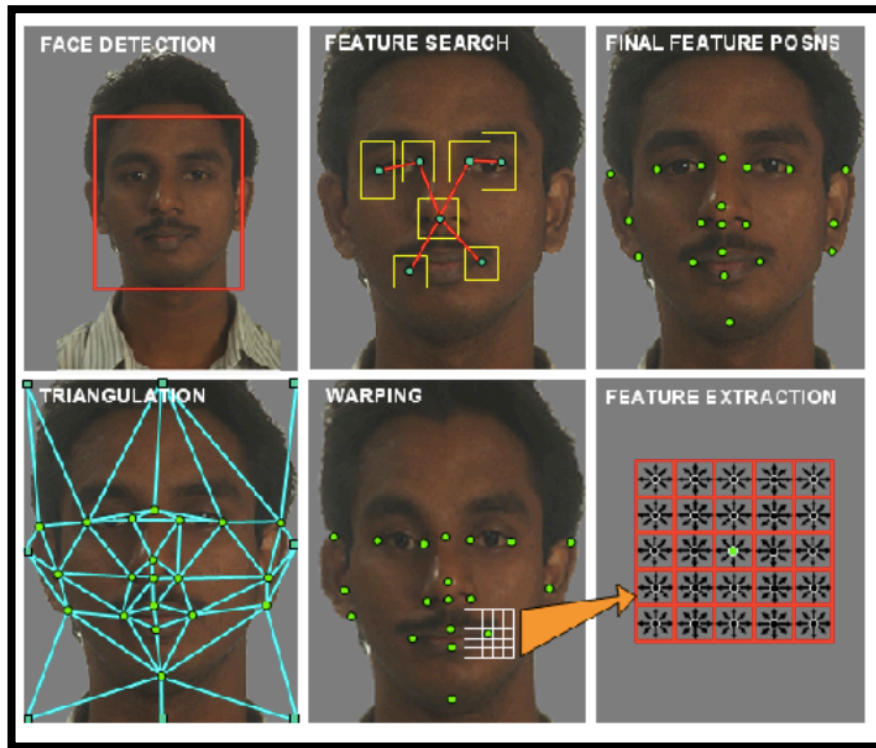 FACE DETECTION
FEATURE SEARCH
FINAL FEATURE POSNS
TRIANGULATION
WARPING
FEATURE EXTRACTION